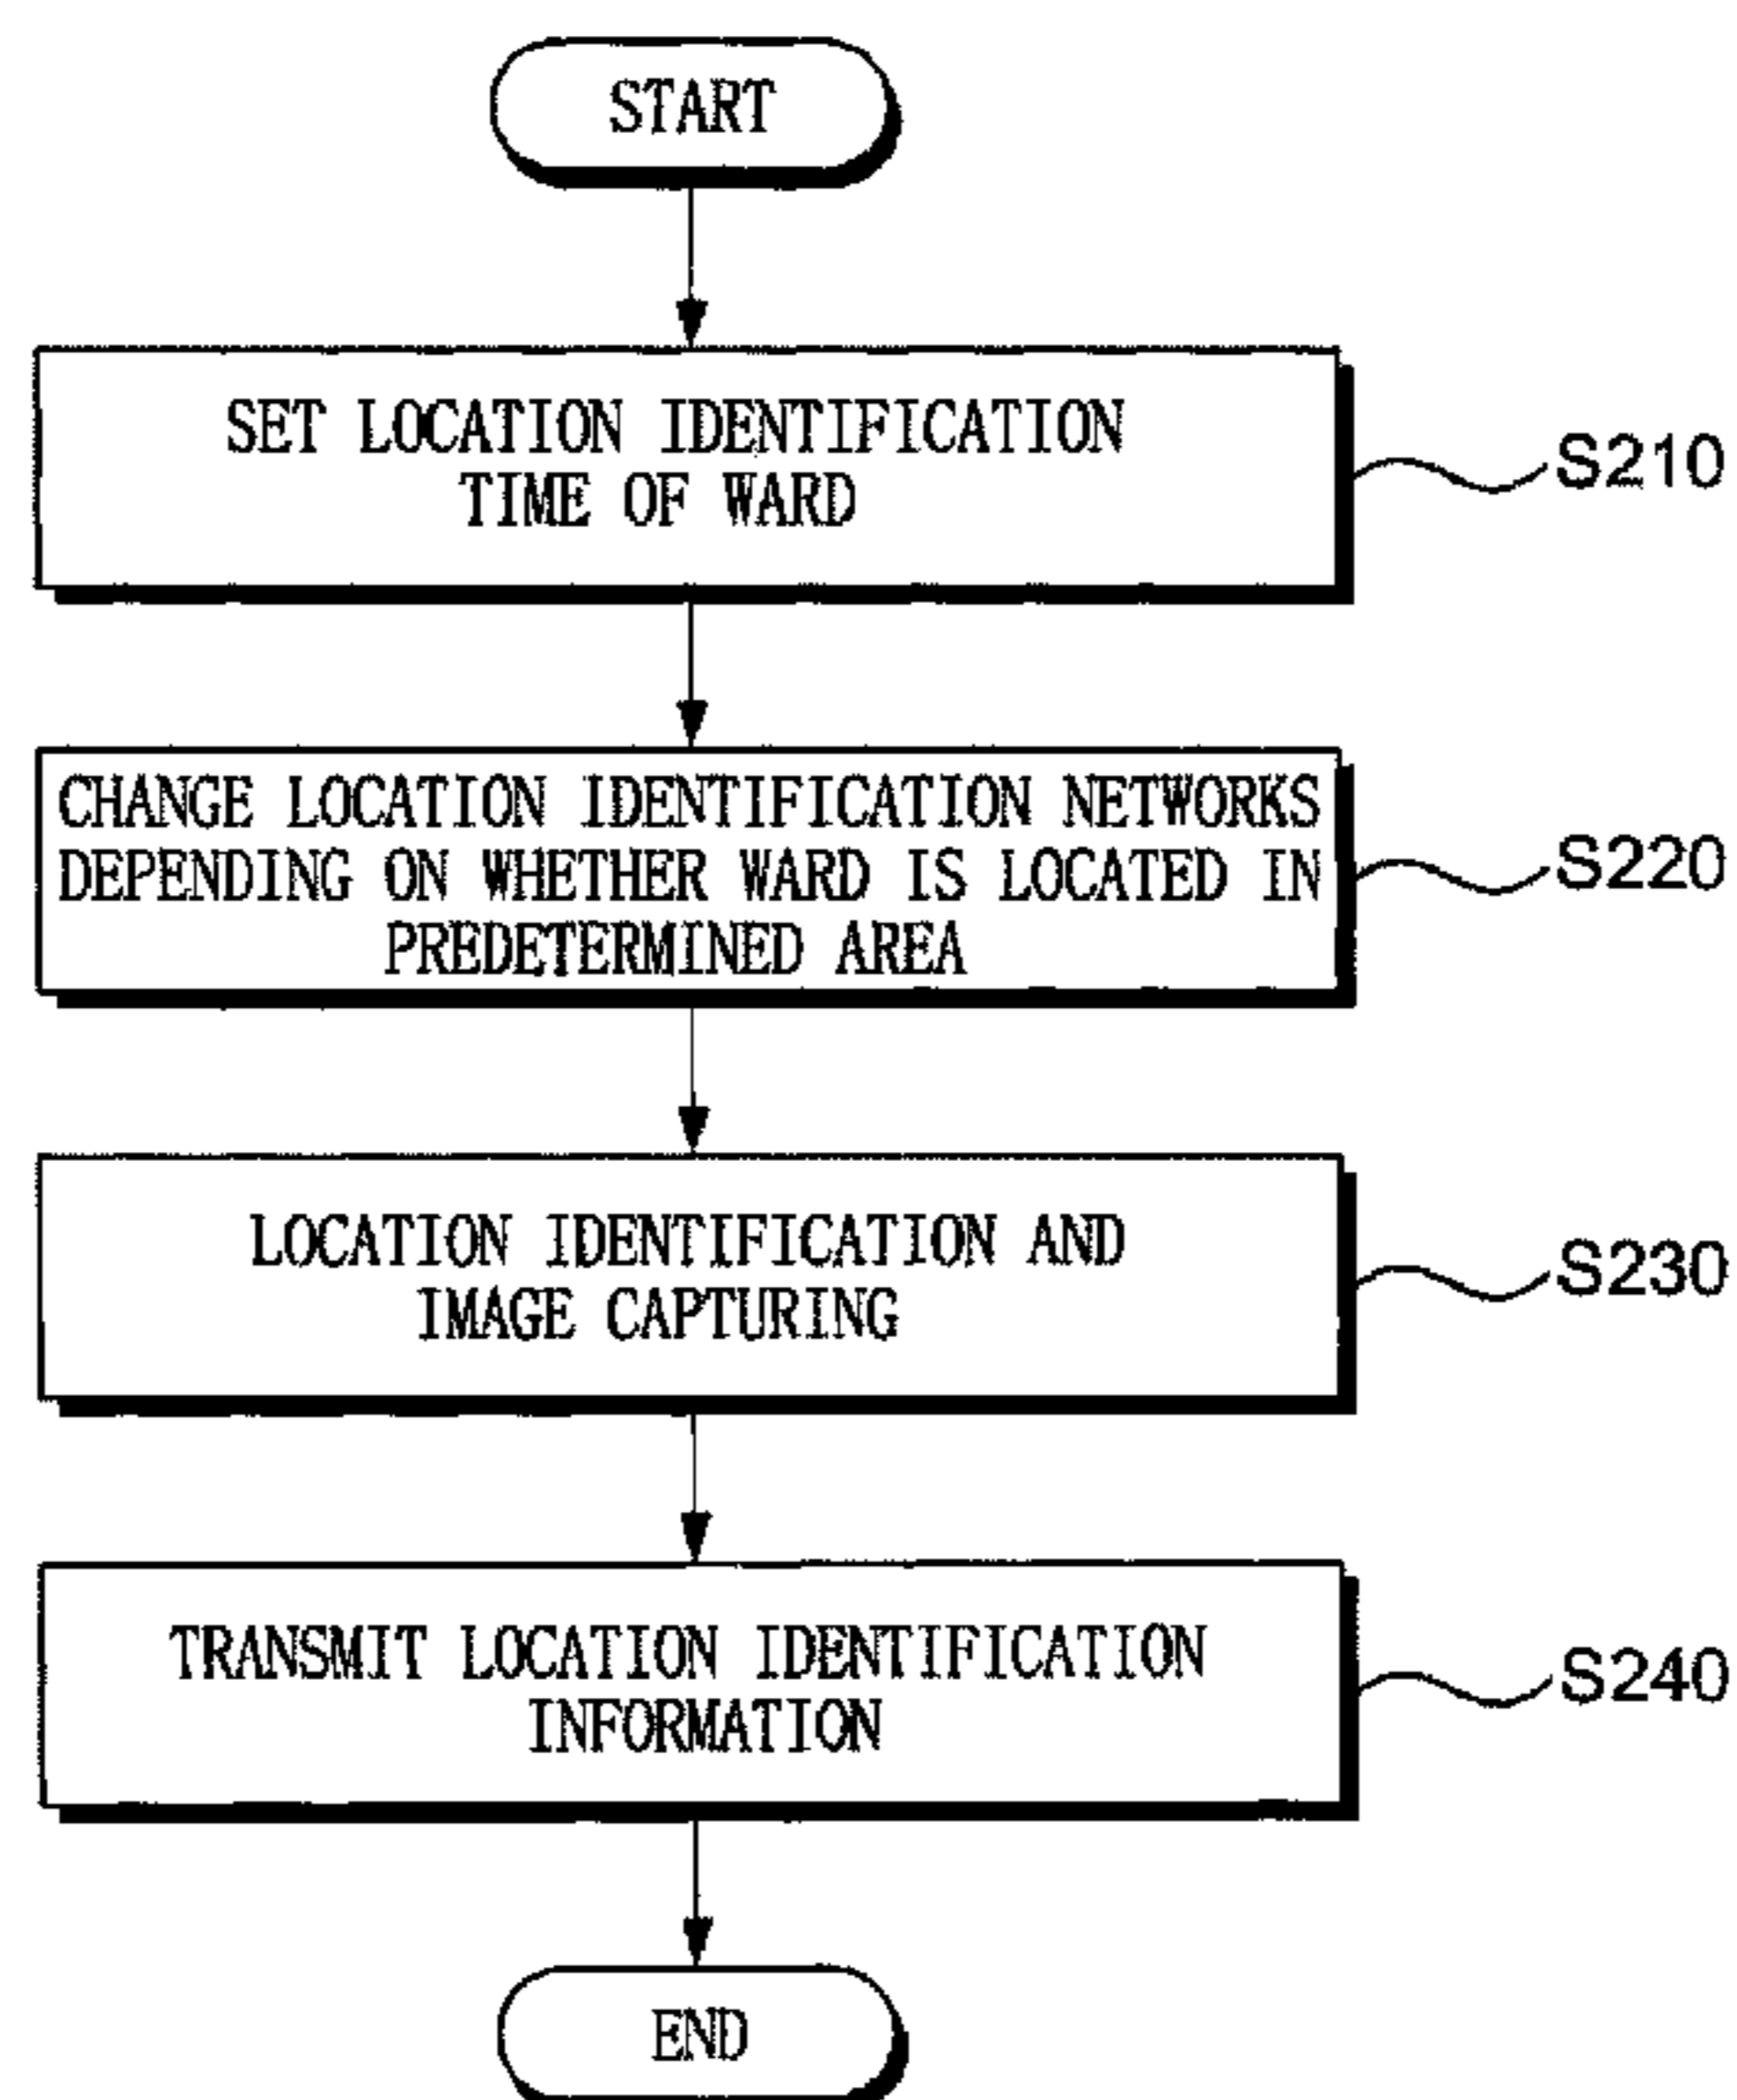 START
SET LOCATION IDENTIFICATION
TIME OF WARD
S210
CHANGE LOCATION IDENTIFICATION NETWORKS
DEPENDING ON WHETHER WARD IS LOCATED IN
PREDETERMINED AREA
S220
LOCATION IDENTIFICATION AND
IMAGE CAPTURING
S230
TRANSMIT LOCATION IDENTIFICATION
INFORMATION
S240
END